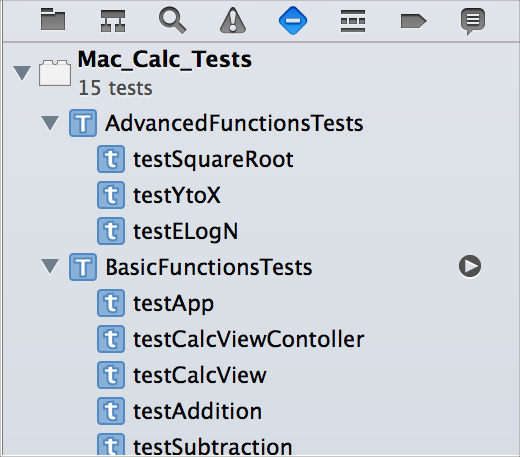 Mac_Calc_Tests
15 tests
T AdvancedFunctionsTests
t testSquareRoot
t testYtoX
t testELogN
T BasicFunctionsTests
t testApp
t testCalcViewContoller
t testCalcView
t testAddition
t testSubtraction